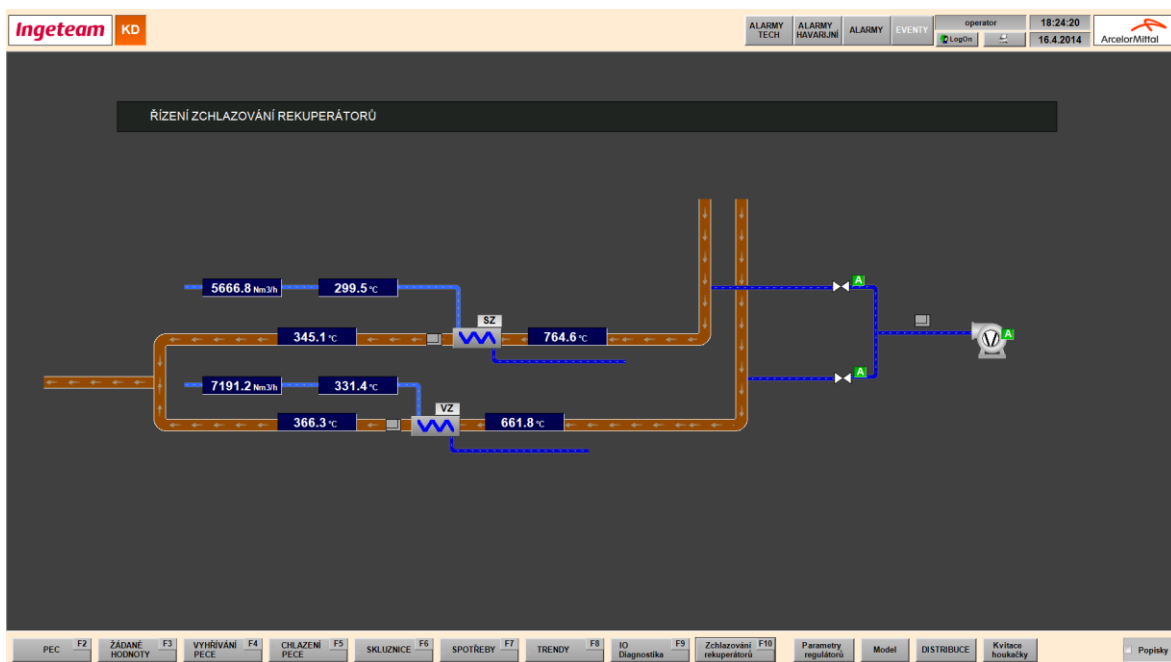 Ingeteam KD
ALARMY TECH
ALARMY HAVARIJNÍ
ALARMY
EVENTY
operator
LogOn
18:24:20
16.4.2014
ArcelorMittal
ŘÍZENÍ ZCHLAZOVÁNÍ REKUPERÁTORŮ
5666.8 Nm3/h 299.5 °C
SZ
345.1 °C 764.6 °C
7191.2 Nm3/h 331.4 °C
VZ
366.3 °C 661.8 °C
A
A
A
PEC F2
ŽÁDANÉ HODNOTY F3
VYHŘÍVÁNÍ PECE F4
CHLAZENÍ PECE F5
SKLUZNICE F6
SPOTŘEBY F7
TRENDY F8
IO Diagnostika F9
Zchlazování rekuperátorů F10
Parametry regulátorů
Model
DISTRIBUCE
Kvitace houkačky
Popisky